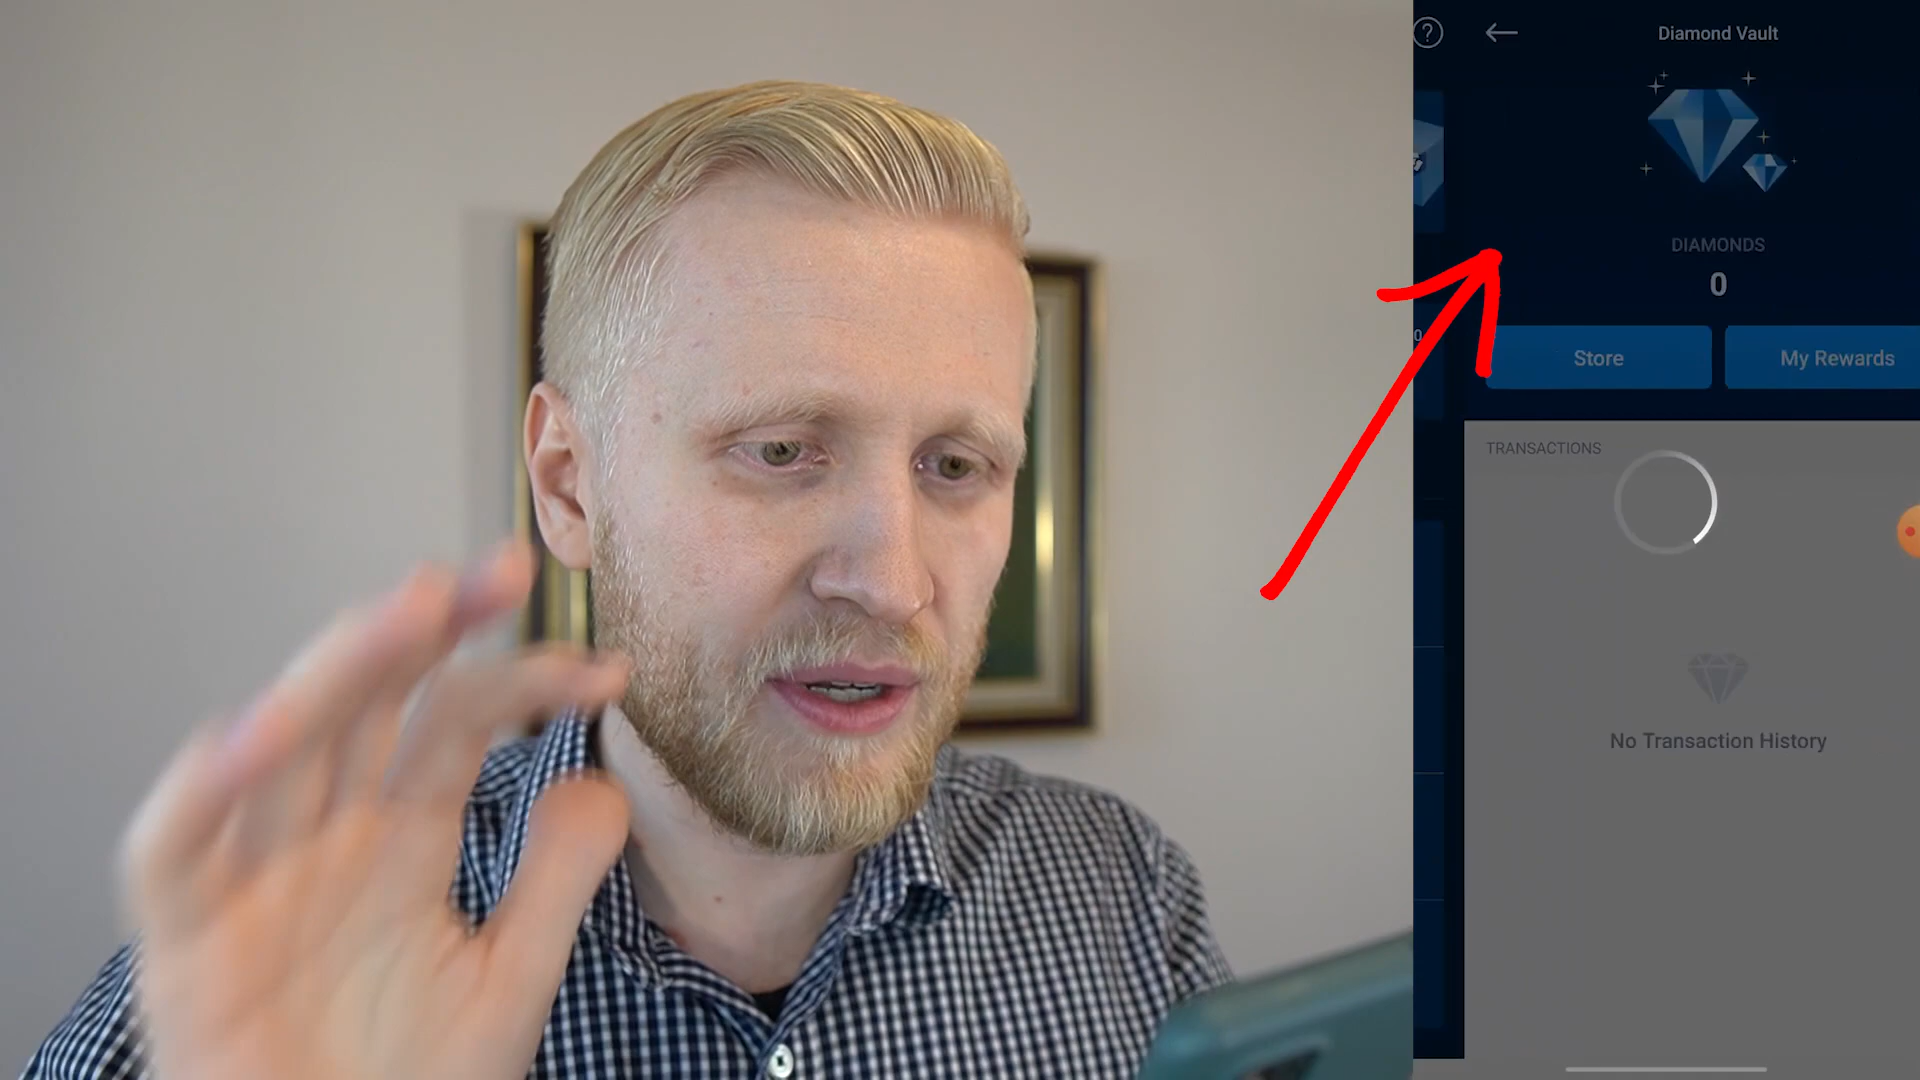 Diamond Vault
DIAMONDS
0
Store
My Rewards
TRANSACTIONS
No Transaction History